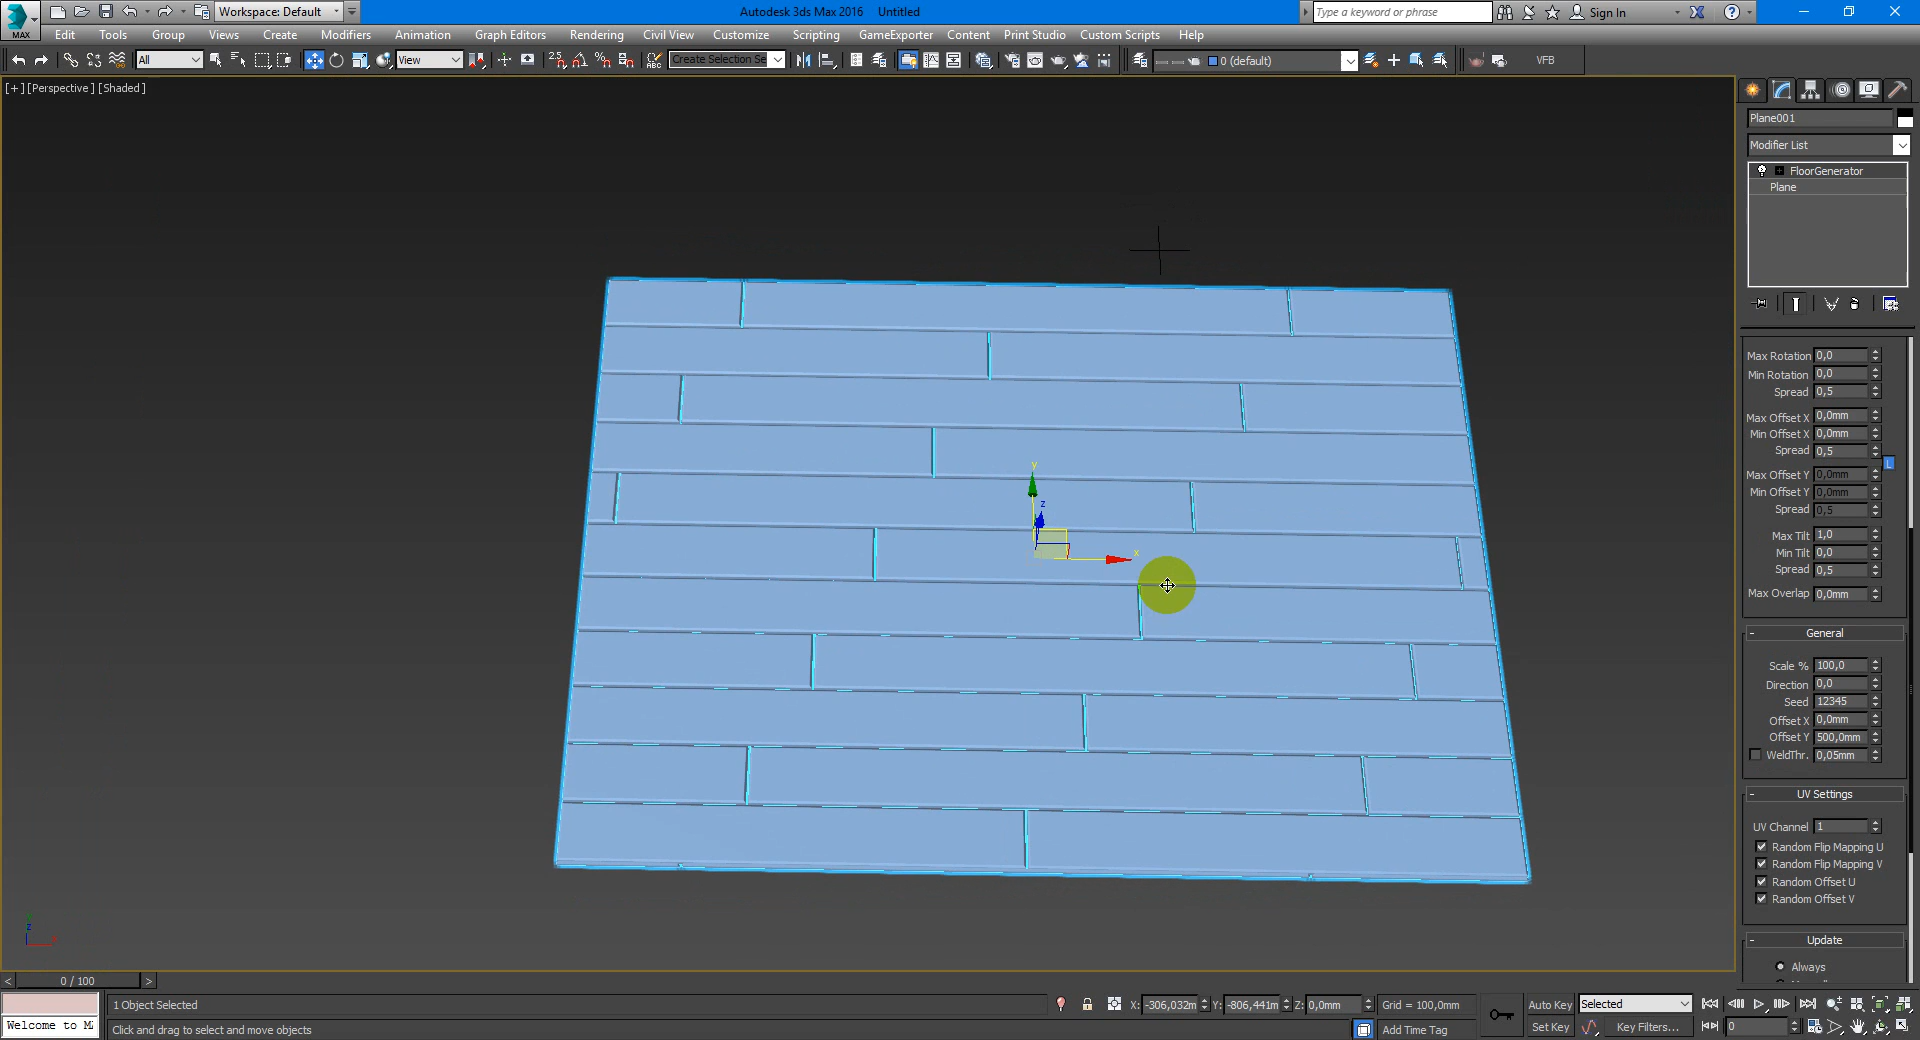 Workspace: Default
Autodesk 3ds Max 2016 Untitled
Type a keyword or phrase
Sign In
MAX
Edit Tools Group Views Create Modifiers Animation Graph Editors Rendering Civil View Customize Scripting GameExporter Content Print Studio Custom Scripts Help
All
View
Create Selection Se
0 (default)
VFB
[+] [Perspective ] [Shaded ]
Plane001
Modifier List
FloorGenerator
Plane
Max Rotation 0,0
Min Rotation 0,0
Spread 0,5
Max Offset X 0,0mm
Min Offset X 0,0mm
Spread 0,5
L
Max Offset Y 0,0mm
Min Offset Y 0,0mm
Spread 0,5
Max Tilt 1,0
Min Tilt 0,0
Spread 0,5
Max Overlap 0,0mm
General
Scale % 100,0
Direction 0,0
Seed 12345
Offset X 0,0mm
Offset Y 500,0mm
WeldThr. 0,05mm
UV Settings
UV Channel 1
Random Flip Mapping U
Random Flip Mapping V
Random Offset U
Random Offset V
Update
Always
y
z
x
z
< 0 / 100 >
1 Object Selected
X: -306,032m Y: -806,441m Z: 0,0mm Grid = 100,0mm
Auto Key Selected
Welcome to M
Click and drag to select and move objects
Add Time Tag
Set Key Key Filters... 0